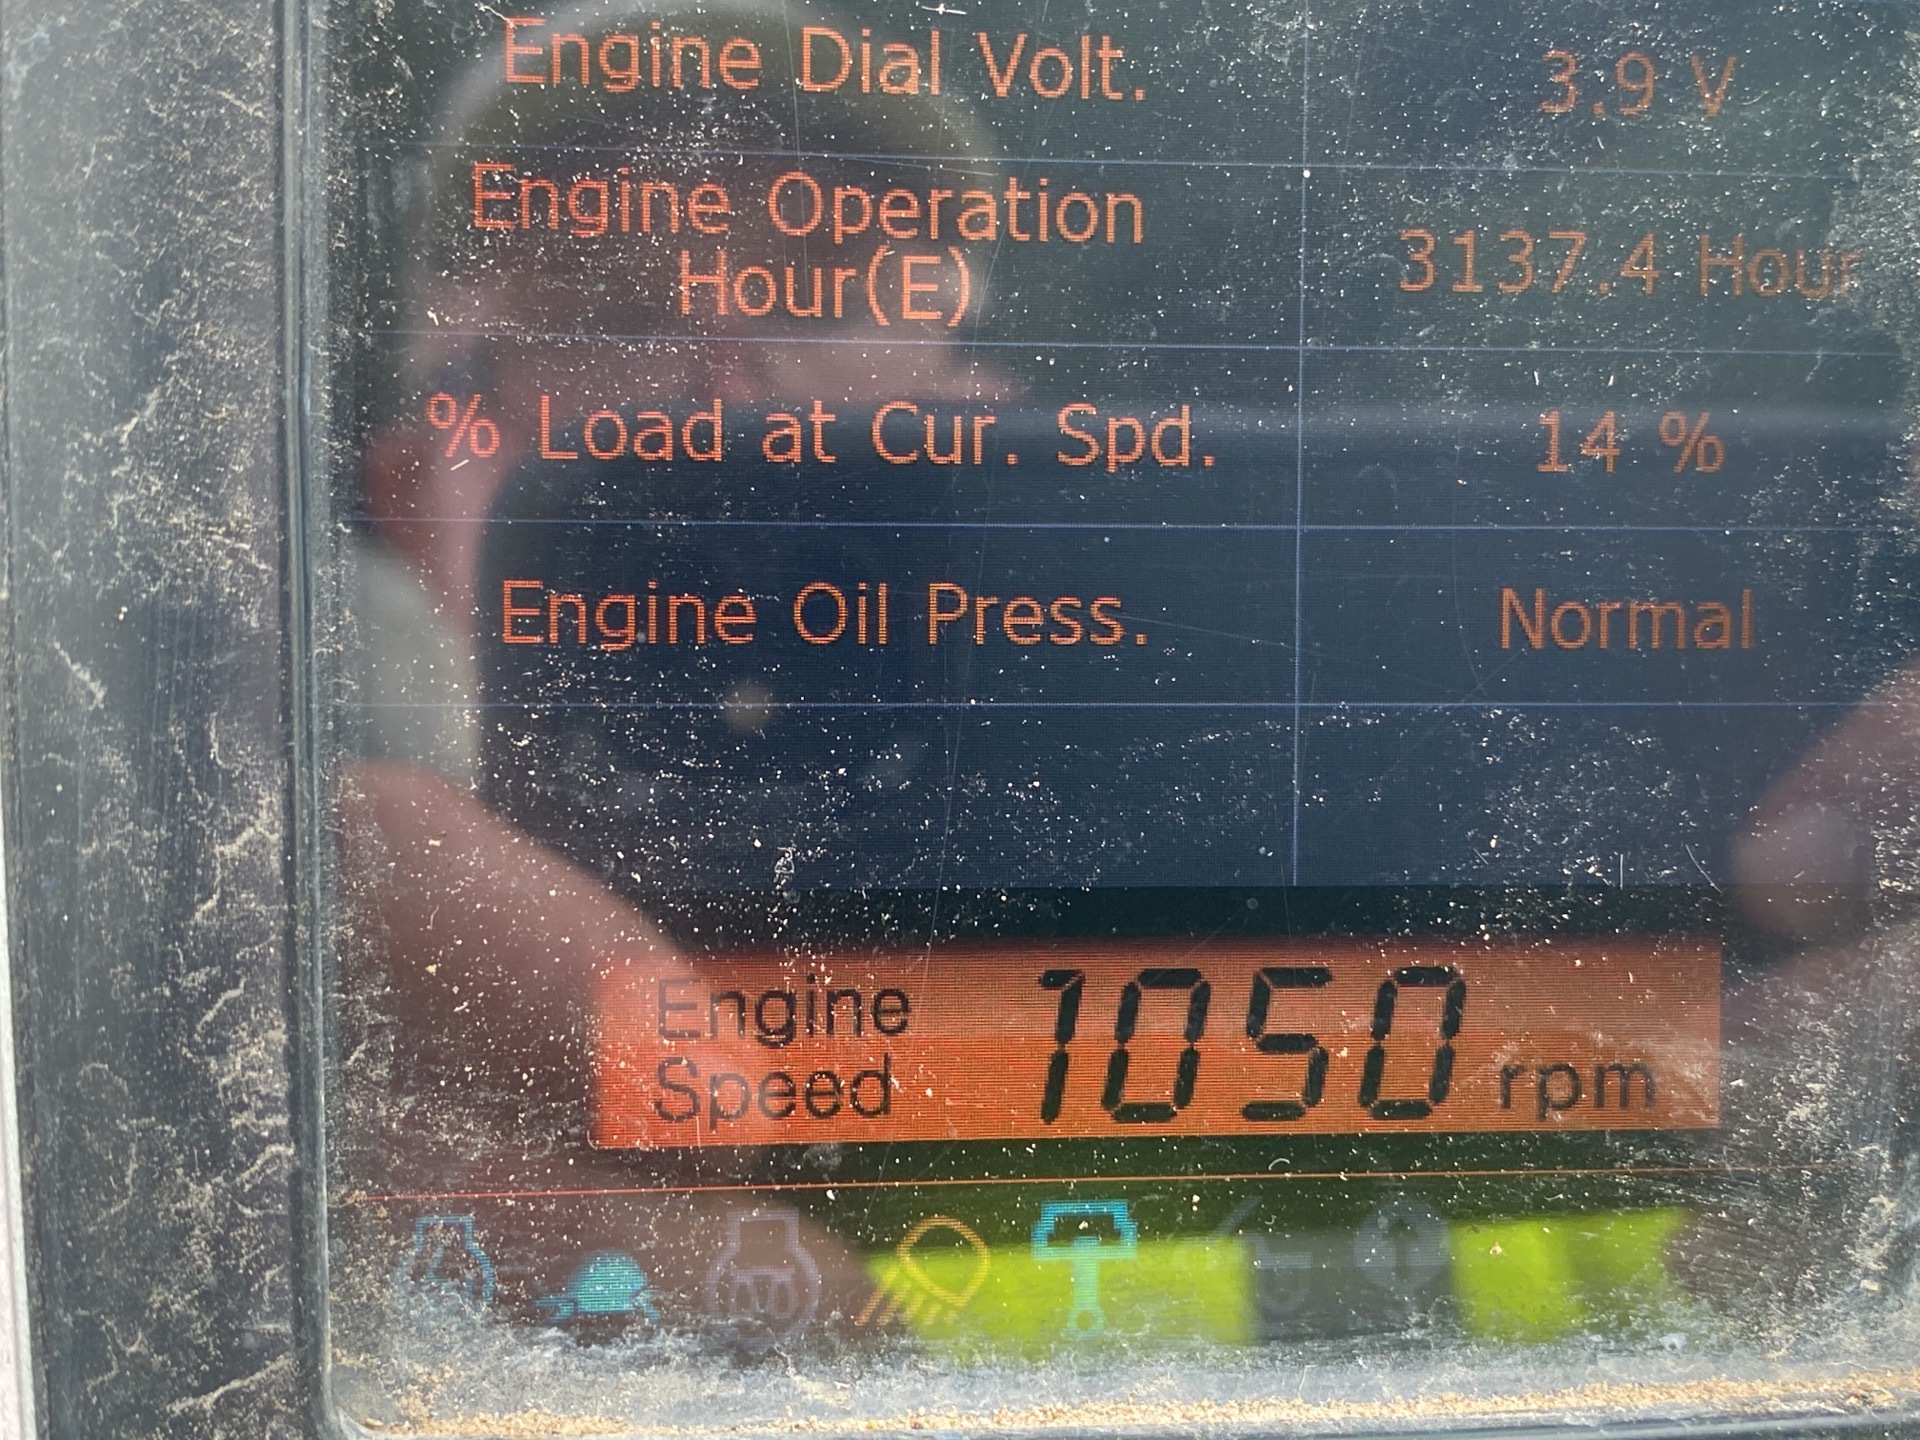 Engine Dial Volt. 3.9 V
Engine Operation
Hour(E) 3137.4 Hour
% Load at Cur. Spd. 14 %
Engine Oil Press. Normal
Engine
Speed 1050 rpm